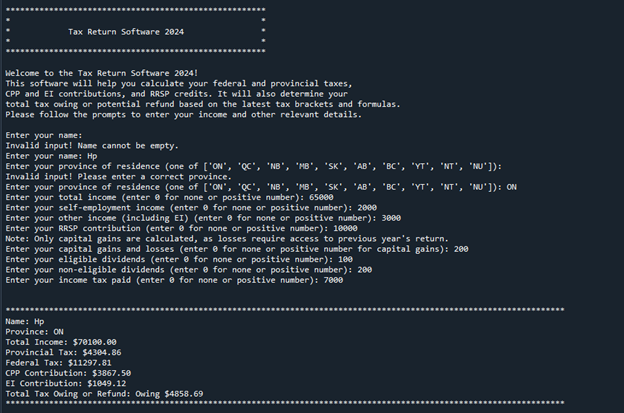 ******************************************************
*                                                    *
*            Tax Return Software 2024                *
*                                                    *
******************************************************
Welcome to the Tax Return Software 2024!
This software will help you calculate your federal and provincial taxes,
CPP and EI contributions, and RRSP credits. It will also determine your
total tax owing or potential refund based on the latest tax brackets and formulas.
Please follow the prompts to enter your income and other relevant details.
Enter your name:
Invalid input! Name cannot be empty.
Enter your name: Hp
Enter your province of residence (one of ['ON', 'QC', 'NB', 'MB', 'SK', 'AB', 'BC', 'YT', 'NT', 'NU']):
Invalid input! Please enter a correct province.
Enter your province of residence (one of ['ON', 'QC', 'NB', 'MB', 'SK', 'AB', 'BC', 'YT', 'NT', 'NU']): ON
Enter your total income (enter 0 for none or positive number): 65000
Enter your self-employment income (enter 0 for none or positive number): 2000
Enter your other income (including EI) (enter 0 for none or positive number): 3000
Enter your RRSP contribution (enter 0 for none or positive number): 10000
Note: Only capital gains are calculated, as losses require access to previous year's return.
Enter your capital gains and losses (enter 0 for none or positive number for capital gains): 200
Enter your eligible dividends (enter 0 for none or positive number): 100
Enter your non-eligible dividends (enter 0 for none or positive number): 200
Enter your income tax paid (enter 0 for none or positive number): 7000
********************************************************************************************************************
Name: Hp
Province: ON
Total Income: $70100.00
Provincial Tax: $4304.86
Federal Tax: $11297.81
CPP Contribution: $3867.50
EI Contribution: $1049.12
Total Tax Owing or Refund: Owing $4858.69
********************************************************************************************************************